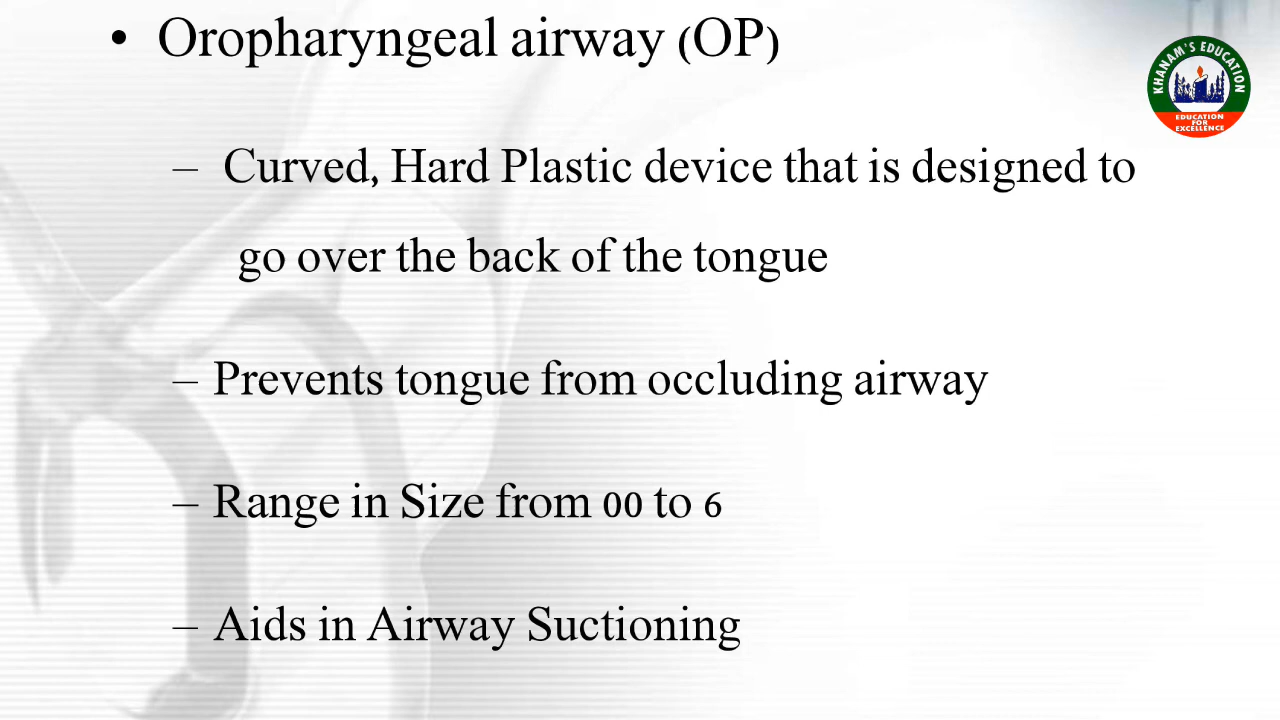 • Oropharyngeal airway (OP)
KHANAM'S EDUCATION
EDUCATION
FOR
EXCELLENCE
– Curved, Hard Plastic device that is designed to
go over the back of the tongue
– Prevents tongue from occluding airway
– Range in Size from 00 to 6
– Aids in Airway Suctioning